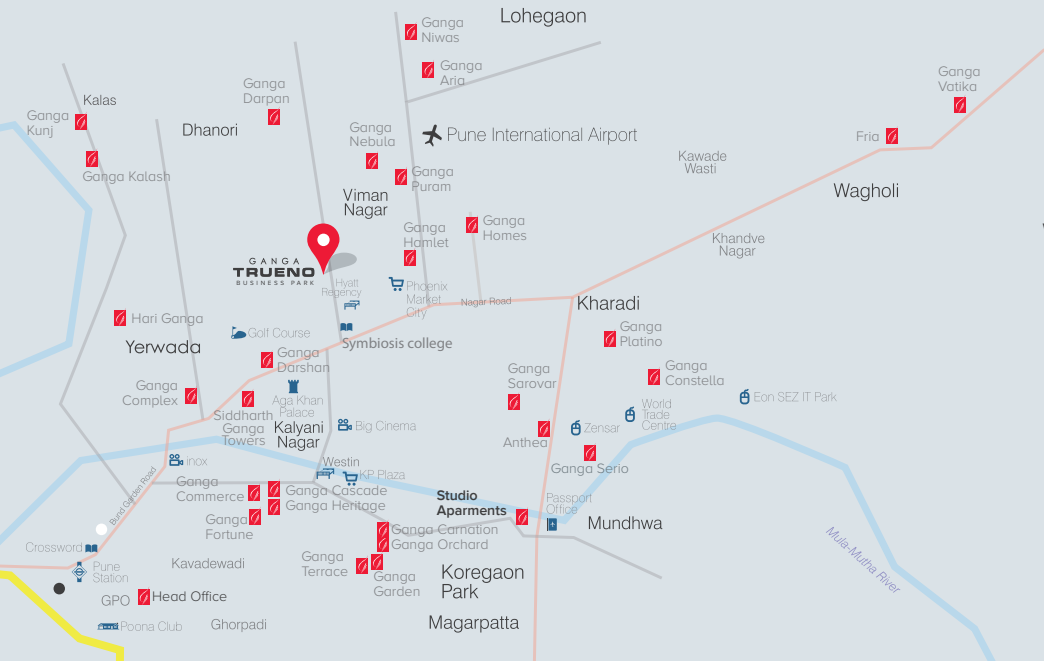 Lohegaon
Ganga
Niwas
Ganga
Aria
Ganga
Vatika
Ganga
Darpan
Kalas
Ganga
Kunj
Dhanori
Ganga
Nebula
Pune International Airport
Fria
Kawade
Wasti
Ganga Kalash
Ganga
Puram
Wagholi
Viman
Nagar
Ganga
Homes
Ganga
Hamlet
Khandve
Nagar
GANGA
TRUENO
BUSINESS PARK
Hyatt
Regency
Phoenix
Market
City
Nagar Road
Kharadi
Hari Ganga
Golf Course
Symbiosis college
Ganga
Platino
Yerwada
Ganga
Darshan
Ganga
Sarovar
Ganga
Constella
Ganga
Complex
Aga Khan
Palace
Eon SEZ IT Park
World
Trade
Centre
Siddharth
Ganga
Towers
Kalyani
Nagar
Big Cinema
Zensar
Anthea
Ganga Serio
inox
Westin
KP Plaza
Ganga
Commerce
Ganga Cascade
Ganga Heritage
Bund Garden Road
Studio
Aparments
Passport
Office
Ganga
Fortune
Mundhwa
Ganga Carnation
Ganga Orchard
Mula-Mutha River
Crossword
Kavadewadi
Pune
Station
Ganga
Terrace
Ganga
Garden
Koregaon
Park
GPO
Head Office
Poona Club
Ghorpadi
Magarpatta